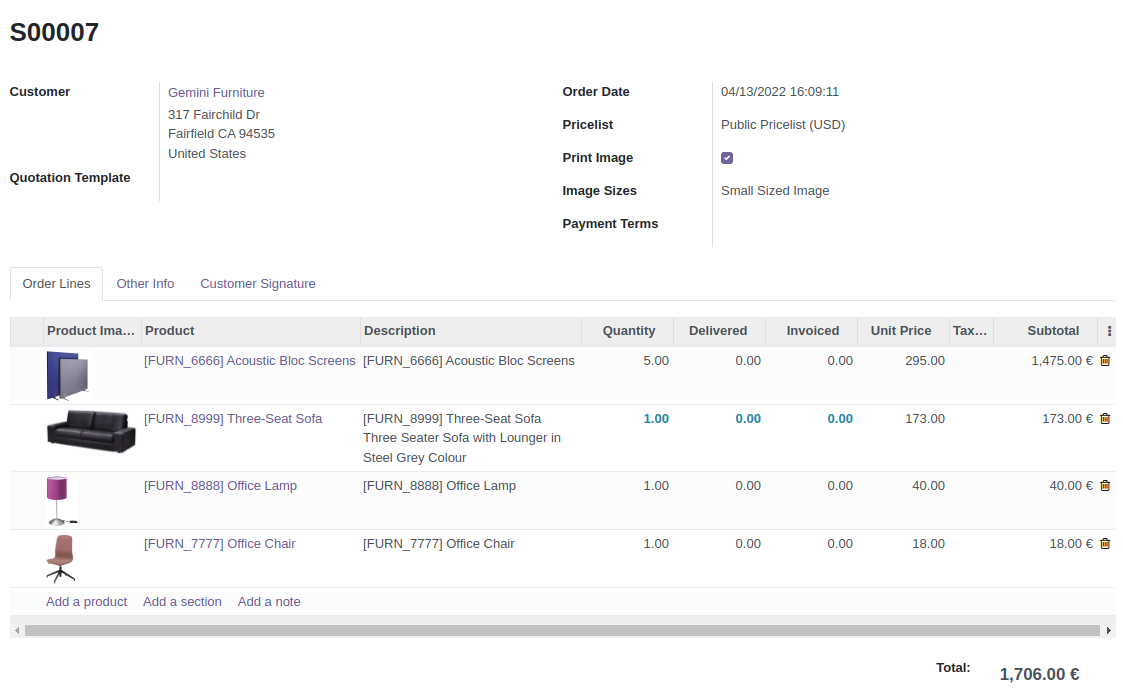 S00007
Customer
Gemini Furniture
317 Fairchild Dr
Fairfield CA 94535
United States
Quotation Template
Order Date 04/13/2022 16:09:11
Pricelist Public Pricelist (USD)
Print Image
Image Sizes Small Sized Image
Payment Terms
Order Lines Other Info Customer Signature
Product Ima… Product Description Quantity Delivered Invoiced Unit Price Tax… Subtotal
[FURN_6666] Acoustic Bloc Screens [FURN_6666] Acoustic Bloc Screens 5.00 0.00 0.00 295.00 1,475.00 €
[FURN_8999] Three-Seat Sofa [FURN_8999] Three-Seat Sofa 1.00 0.00 0.00 173.00 173.00 €
Three Seater Sofa with Lounger in
Steel Grey Colour
[FURN_8888] Office Lamp [FURN_8888] Office Lamp 1.00 0.00 0.00 40.00 40.00 €
[FURN_7777] Office Chair [FURN_7777] Office Chair 1.00 0.00 0.00 18.00 18.00 €
Add a product Add a section Add a note
Total: 1,706.00 €